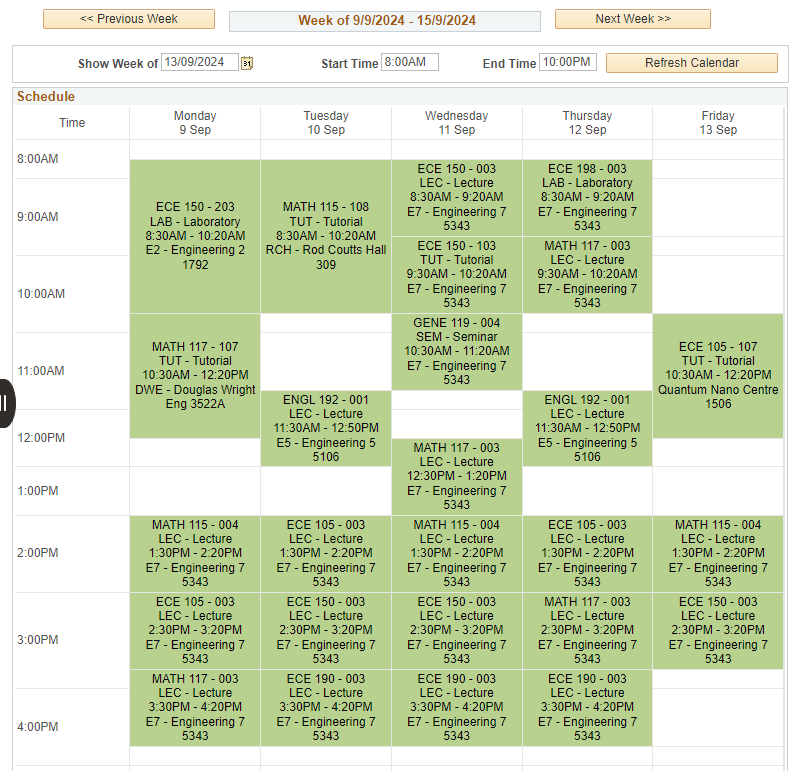 << Previous Week
Week of 9/9/2024 - 15/9/2024
Next Week >>
Show Week of 13/09/2024 31
Start Time 8:00AM
End Time 10:00PM
Refresh Calendar
Schedule
Time
Monday
9 Sep
Tuesday
10 Sep
Wednesday
11 Sep
Thursday
12 Sep
Friday
13 Sep
8:00AM
ECE 150 - 203
LAB - Laboratory
8:30AM - 10:20AM
E2 - Engineering 2
1792
MATH 115 - 108
TUT - Tutorial
8:30AM - 10:20AM
RCH - Rod Coutts Hall
309
ECE 150 - 003
LEC - Lecture
8:30AM - 9:20AM
E7 - Engineering 7
5343
ECE 198 - 003
LAB - Laboratory
8:30AM - 9:20AM
E7 - Engineering 7
5343
9:00AM
ECE 150 - 103
TUT - Tutorial
9:30AM - 10:20AM
E7 - Engineering 7
5343
MATH 117 - 003
LEC - Lecture
9:30AM - 10:20AM
E7 - Engineering 7
5343
10:00AM
MATH 117 - 107
TUT - Tutorial
10:30AM - 12:20PM
DWE - Douglas Wright
Eng 3522A
GENE 119 - 004
SEM - Seminar
10:30AM - 11:20AM
E7 - Engineering 7
5343
ECE 105 - 107
TUT - Tutorial
10:30AM - 12:20PM
Quantum Nano Centre
1506
11:00AM
ENGL 192 - 001
LEC - Lecture
11:30AM - 12:50PM
E5 - Engineering 5
5106
ENGL 192 - 001
LEC - Lecture
11:30AM - 12:50PM
E5 - Engineering 5
5106
12:00PM
MATH 117 - 003
LEC - Lecture
12:30PM - 1:20PM
E7 - Engineering 7
5343
1:00PM
MATH 115 - 004
LEC - Lecture
1:30PM - 2:20PM
E7 - Engineering 7
5343
ECE 105 - 003
LEC - Lecture
1:30PM - 2:20PM
E7 - Engineering 7
5343
MATH 115 - 004
LEC - Lecture
1:30PM - 2:20PM
E7 - Engineering 7
5343
ECE 105 - 003
LEC - Lecture
1:30PM - 2:20PM
E7 - Engineering 7
5343
MATH 115 - 004
LEC - Lecture
1:30PM - 2:20PM
E7 - Engineering 7
5343
2:00PM
ECE 105 - 003
LEC - Lecture
2:30PM - 3:20PM
E7 - Engineering 7
5343
ECE 150 - 003
LEC - Lecture
2:30PM - 3:20PM
E7 - Engineering 7
5343
ECE 150 - 003
LEC - Lecture
2:30PM - 3:20PM
E7 - Engineering 7
5343
MATH 117 - 003
LEC - Lecture
2:30PM - 3:20PM
E7 - Engineering 7
5343
ECE 150 - 003
LEC - Lecture
2:30PM - 3:20PM
E7 - Engineering 7
5343
3:00PM
MATH 117 - 003
LEC - Lecture
3:30PM - 4:20PM
E7 - Engineering 7
5343
ECE 190 - 003
LEC - Lecture
3:30PM - 4:20PM
E7 - Engineering 7
5343
ECE 190 - 003
LEC - Lecture
3:30PM - 4:20PM
E7 - Engineering 7
5343
ECE 190 - 003
LEC - Lecture
3:30PM - 4:20PM
E7 - Engineering 7
5343
4:00PM